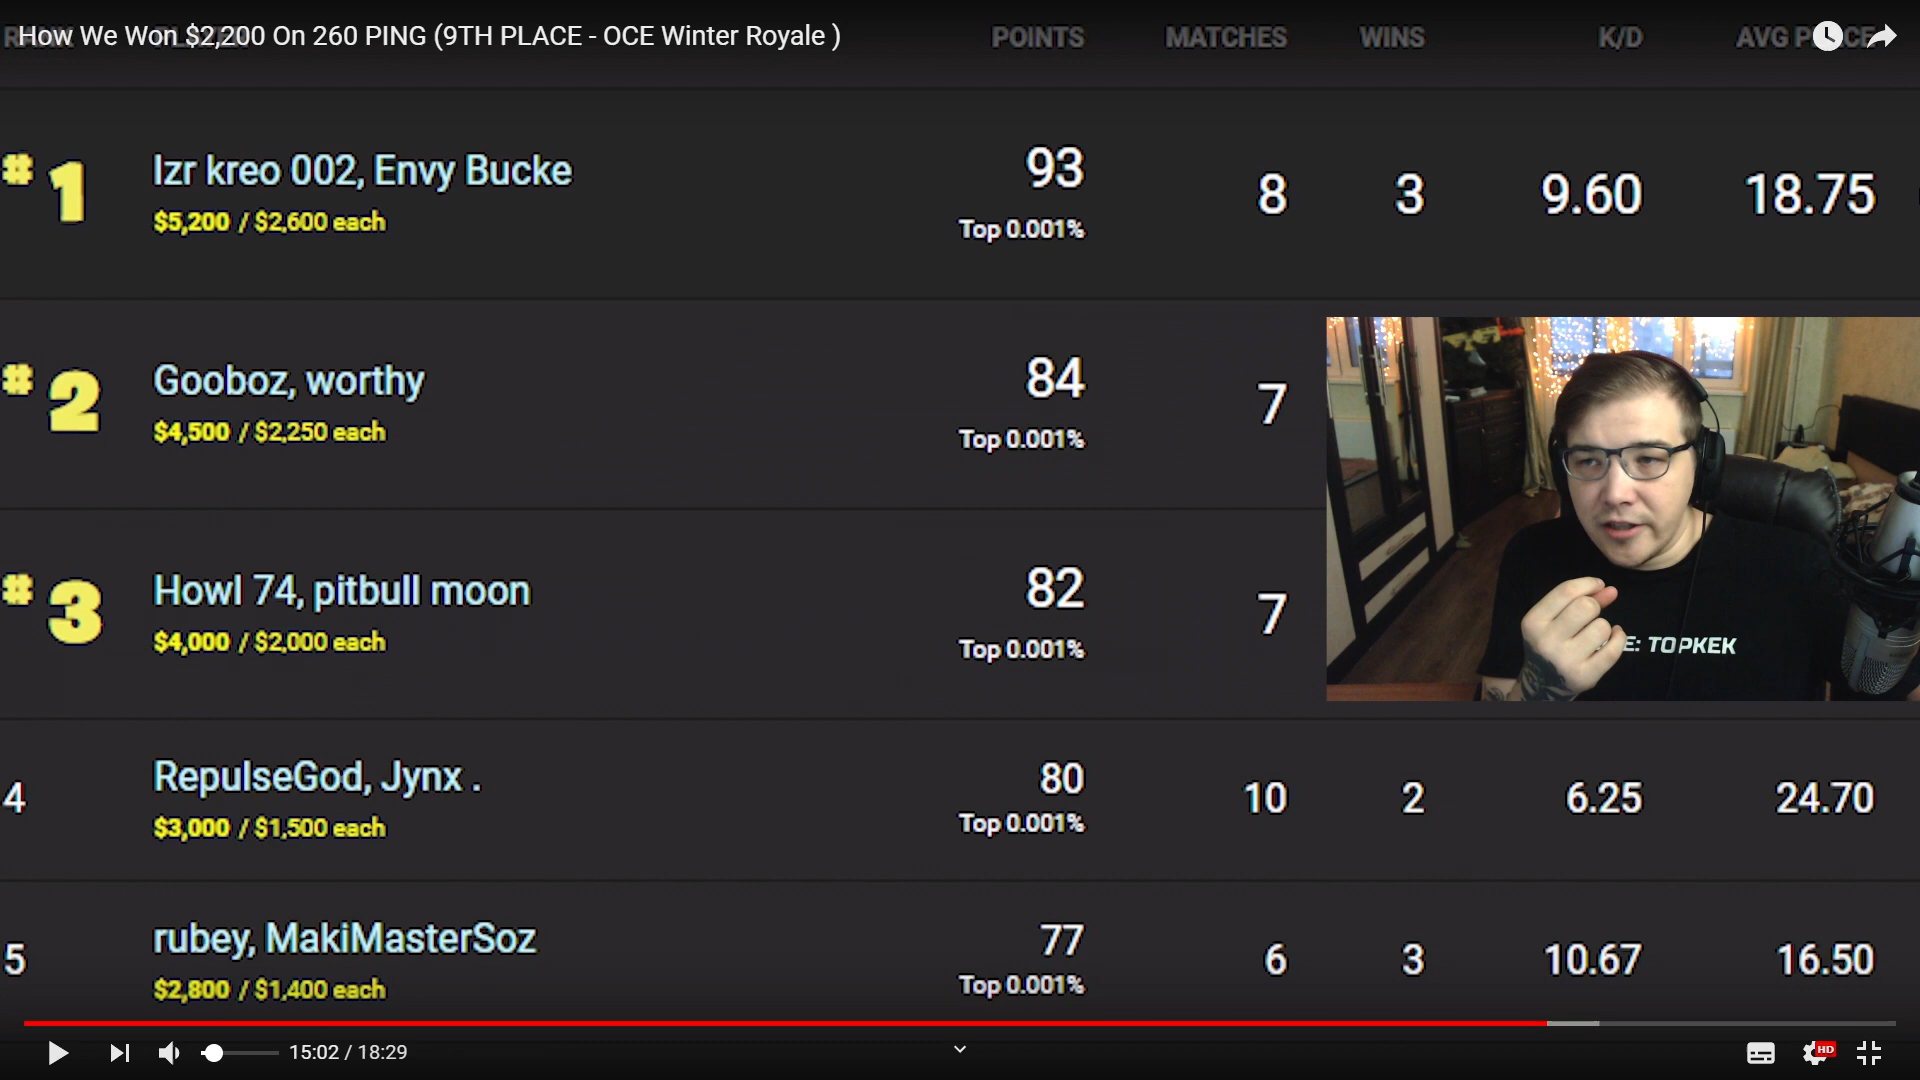 How We Won $2,200 On 260 PING (9TH PLACE - OCE Winter Royale )
POINTS MATCHES WINS K/D AVG PLACE
#1 lzr kreo 002, Envy Bucke 93 8 3 9.60 18.75
$5,200 / $2,600 each Top 0.001%
#2 Gooboz, worthy 84 7
$4,500 / $2,250 each Top 0.001%
#3 Howl 74, pitbull moon 82 7
$4,000 / $2,000 each Top 0.001%
E: TOPKEK
4 RepulseGod, Jynx . 80 10 2 6.25 24.70
$3,000 / $1,500 each Top 0.001%
5 rubey, MakiMasterSoz 77 6 3 10.67 16.50
$2,800 / $1,400 each Top 0.001%
15:02 / 18:29
HD